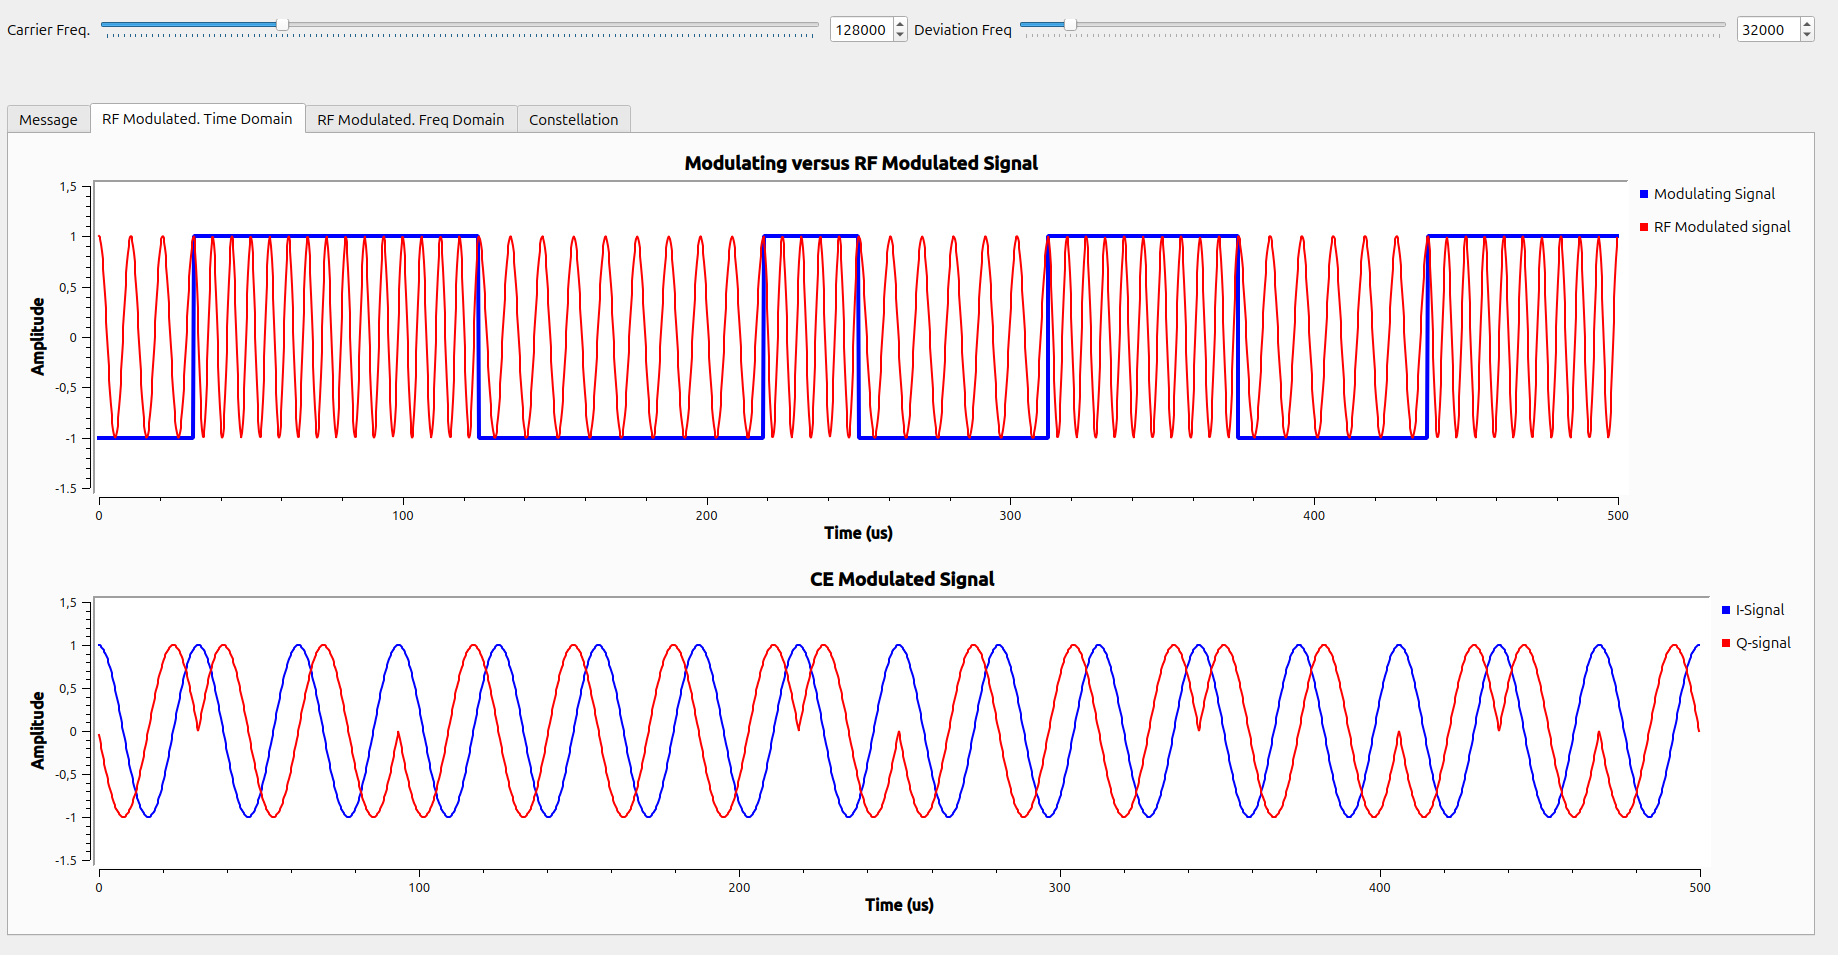 Carrier Freq. 128000 Deviation Freq 32000
Message RF Modulated. Time Domain RF Modulated. Freq Domain Constellation
Modulating versus RF Modulated Signal
1,5
1
0,5
0
-0,5
-1
-1.5
Amplitude
0 100 200 300 400 500
Time (us)
Modulating Signal
RF Modulated signal
CE Modulated Signal
1,5
1
0,5
0
-0,5
-1
-1.5
Amplitude
0 100 200 300 400 500
Time (us)
I-Signal
Q-signal